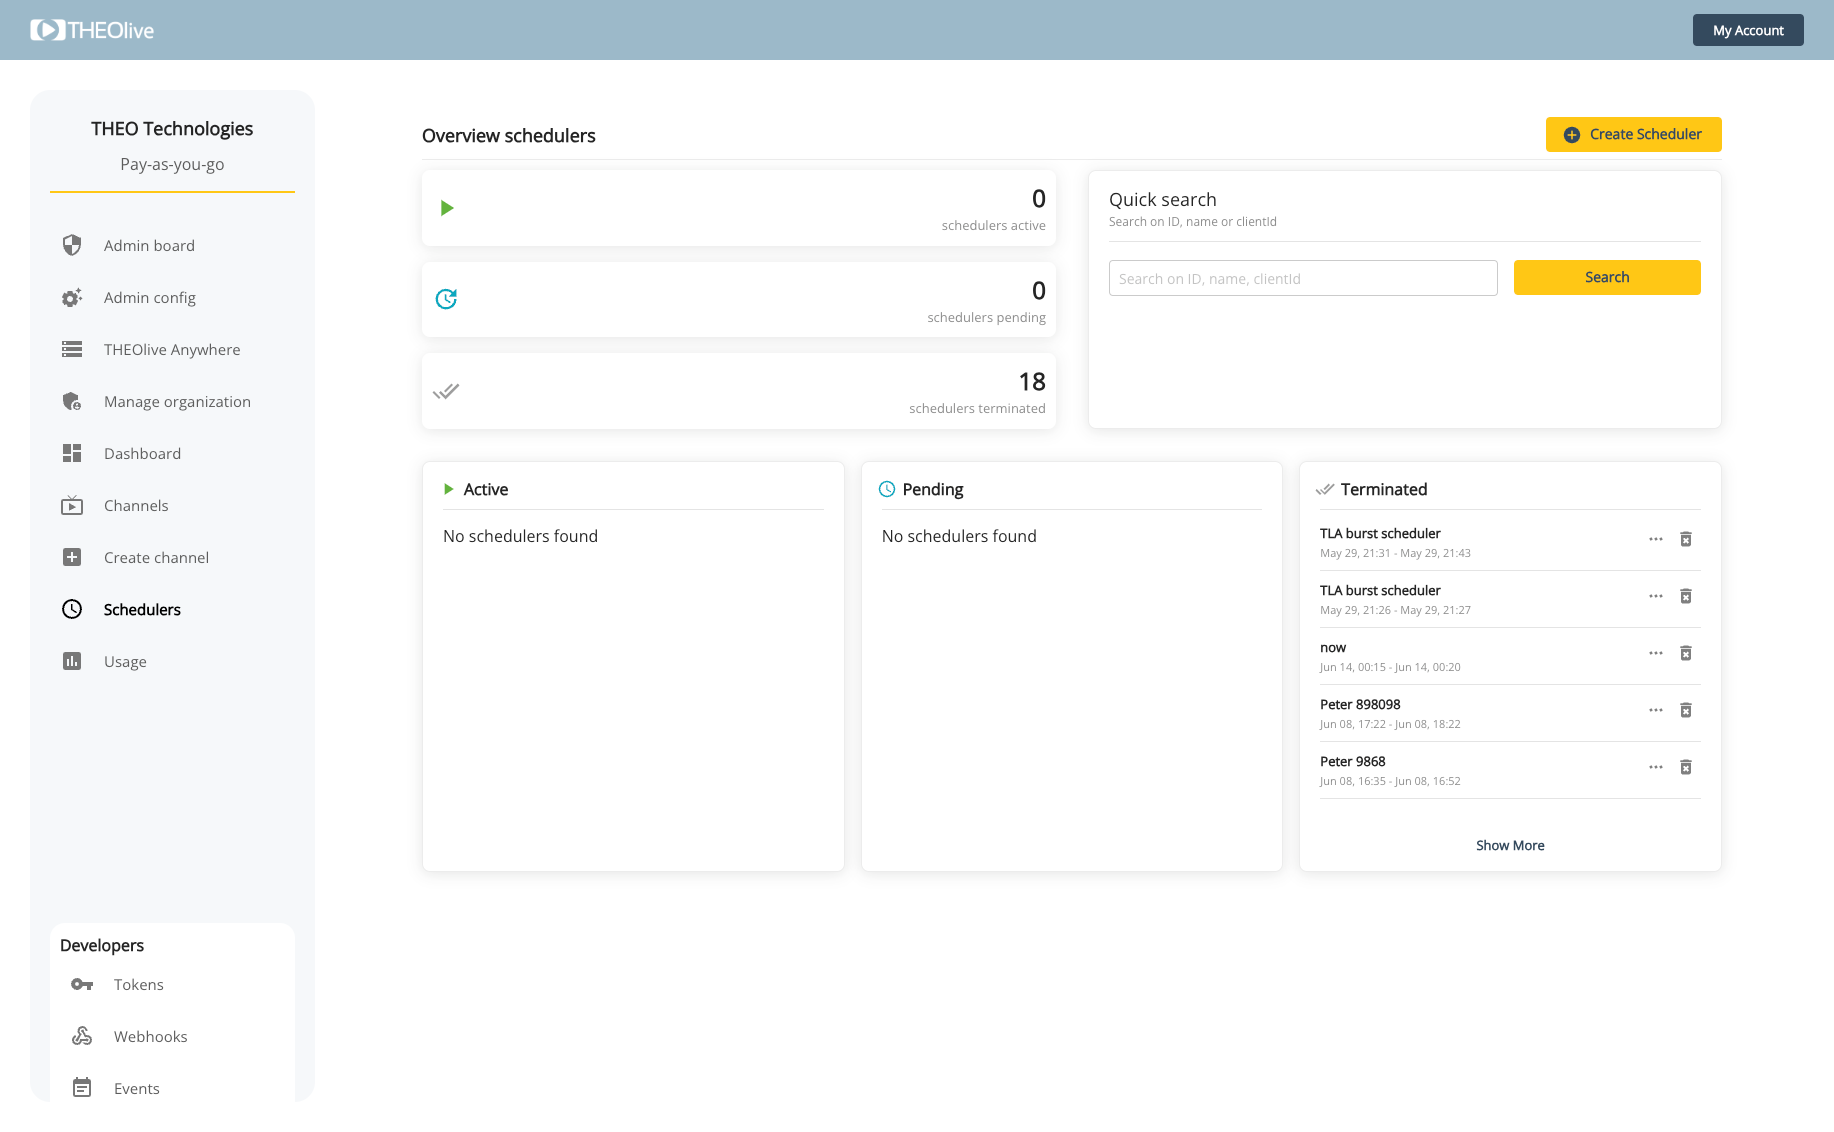 THEOlive
My Account
THEO Technologies
Pay-as-you-go
Admin board
Admin config
THEOlive Anywhere
Manage organization
Dashboard
Channels
Create channel
Schedulers
Usage
Developers
Tokens
Webhooks
Events
Overview schedulers
Create Scheduler
0
schedulers active
0
schedulers pending
18
schedulers terminated
Quick search
Search on ID, name or clientId
Search on ID, name, clientId
Search
Active
No schedulers found
Pending
No schedulers found
Terminated
TLA burst scheduler
May 29, 21:31 - May 29, 21:43
TLA burst scheduler
May 29, 21:26 - May 29, 21:27
now
Jun 14, 00:15 - Jun 14, 00:20
Peter 898098
Jun 08, 17:22 - Jun 08, 18:22
Peter 9868
Jun 08, 16:35 - Jun 08, 16:52
Show More